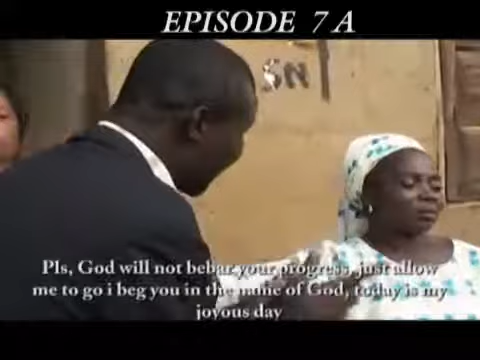 EPISODE 7 A
SN
Pls, God will not bebar your progress, just allow
me to go i beg you in the name of God, today is my
joyous day